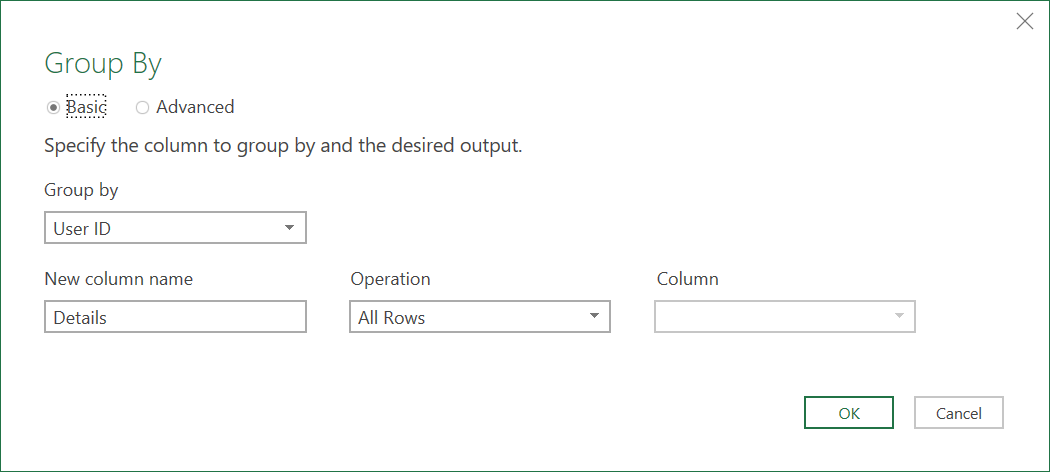 Group By
Basic Advanced
Specify the column to group by and the desired output.
Group by
User ID
New column name Operation Column
Details All Rows
OK Cancel